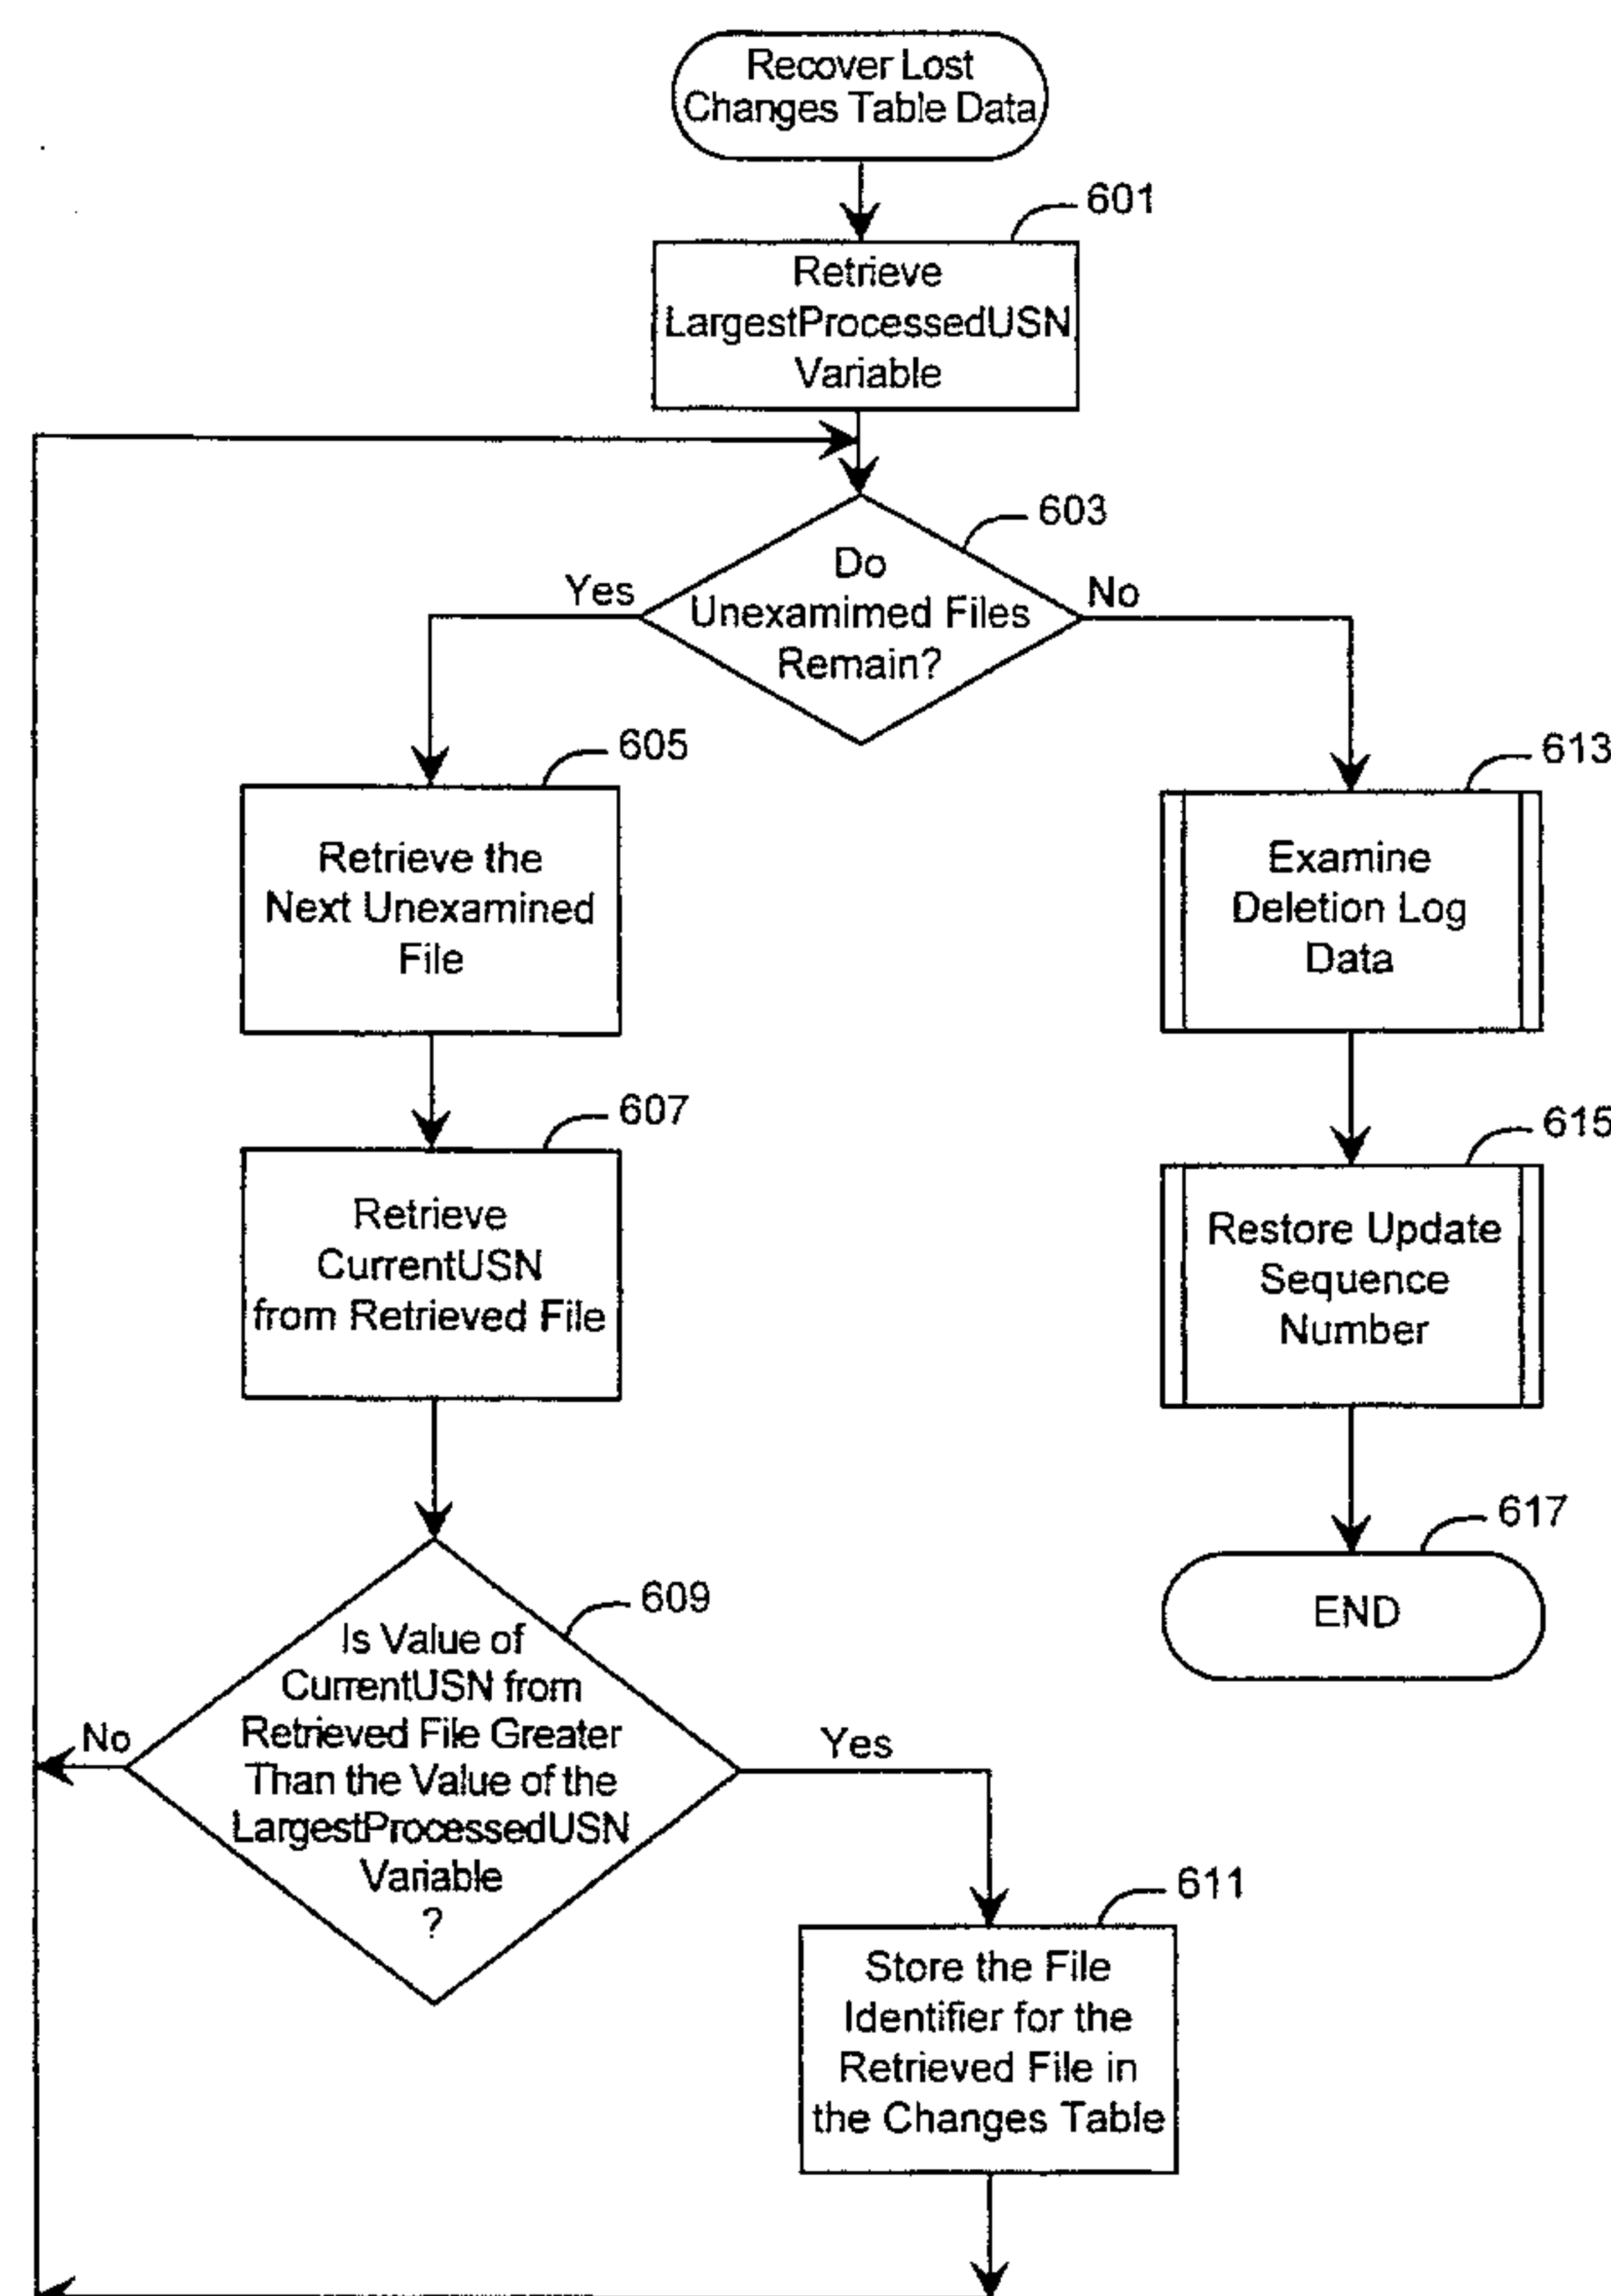 Recover Lost
Changes Table Data
601
Retrieve
LargestProcessedUSN
Variable
603
Do
Unexamimed Files
Remain?
Yes
No
605
Retrieve the
Next Unexamined
File
613
Examine
Deletion Log
Data
607
Retrieve
CurrentUSN
from Retrieved File
615
Restore Update
Sequence
Number
617
END
609
Is Value of
CurrentUSN from
Retrieved File Greater
Than the Value of the
LargestProcessedUSN
Variable
?
No
Yes
611
Store the File
Identifier for the
Retrieved File in
the Changes Table